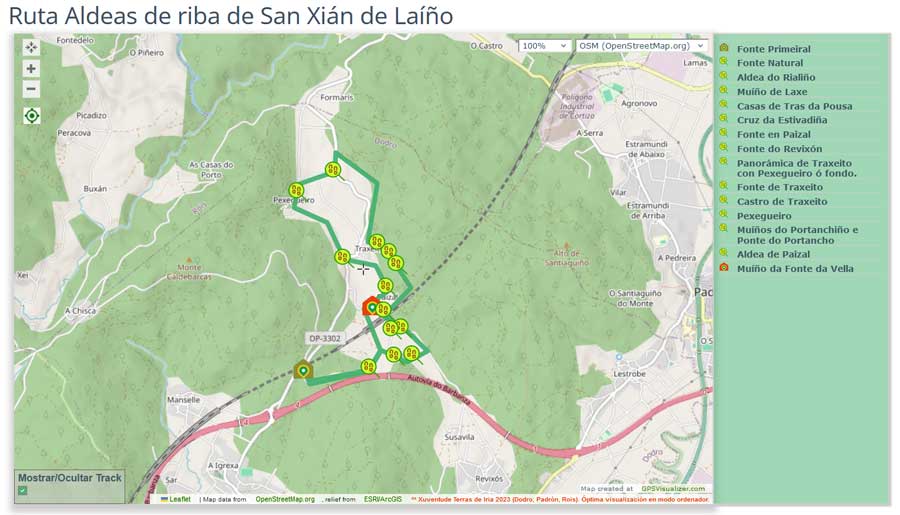 Ruta Aldeas de riba de San Xián de Laíño
Fontedelo
O Piñeiro
O Castro
100%
OSM (OpenStreetMap.org)
Lamas
Formaris
Polígono
Industrial
de Cortizo
Agronovo
Picadizo
Peracova
Dodro
A Serra
Estramundi
de Abaixo
As Casas do
Porto
Buxán
Pexegueiro
Rois
Vilar
Estramundi
de Arriba
Xei
Monte
Caldebarcas
Alto de
Santiaguiño
A Pedreira
A Chisca
O Santiaguiño
do Monte
DP-3302
Lestrobe
Autovía do Barbanza
Manselle
Susavila
A Igrexa
Sar
Revixós
Dodro
Mostrar/Ocultar Track
Map created at GPSVisualizer.com
Leaflet | Map data from OpenStreetMap.org, relief from ESRI/ArcGIS ** Xuventude Terras de Iria 2023 (Dodro, Padrón, Rois). Óptima visualización en modo ordenador.
Fonte Primeiral
Fonte Natural
Aldea do Rialiño
Muíño de Laxe
Casas de Tras da Pousa
Cruz da Estivadiña
Fonte en Paizal
Fonte do Revixón
Panorámica de Traxeito
con Pexegueiro ó fondo.
Fonte de Traxeito
Castro de Traxeito
Pexegueiro
Muíños do Portanchiño e
Ponte do Portancho
Aldea de Paizal
Muíño da Fonte da Vella